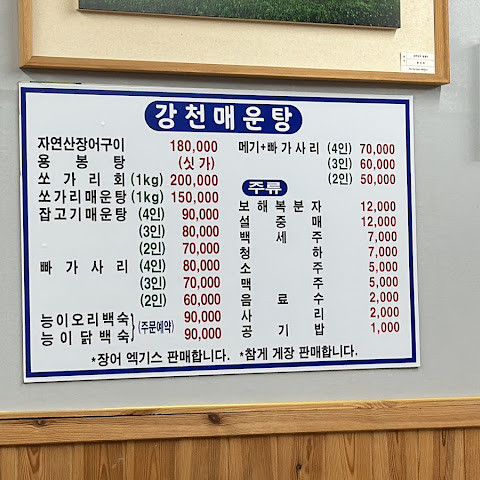 강천매운탕
자연산장어구이 180,000
용봉탕 (싯가)
쏘가리회 (1kg) 200,000
쏘가리매운탕 (1kg) 150,000
잡고기매운탕 (4인) 90,000
(3인) 80,000
(2인) 70,000
빠가사리 (4인) 80,000
(3인) 70,000
(2인) 60,000
능이오리백숙 90,000
능이닭백숙 (주문예약) 90,000
메기+빠가사리 (4인) 70,000
(3인) 60,000
(2인) 50,000
주류
보해복분자 12,000
설중매 12,000
백세주 7,000
청하 7,000
소주 5,000
맥주 5,000
음료수 2,000
사리 2,000
공기밥 1,000
*장어 엑기스 판매합니다. *참게 게장 판매합니다.